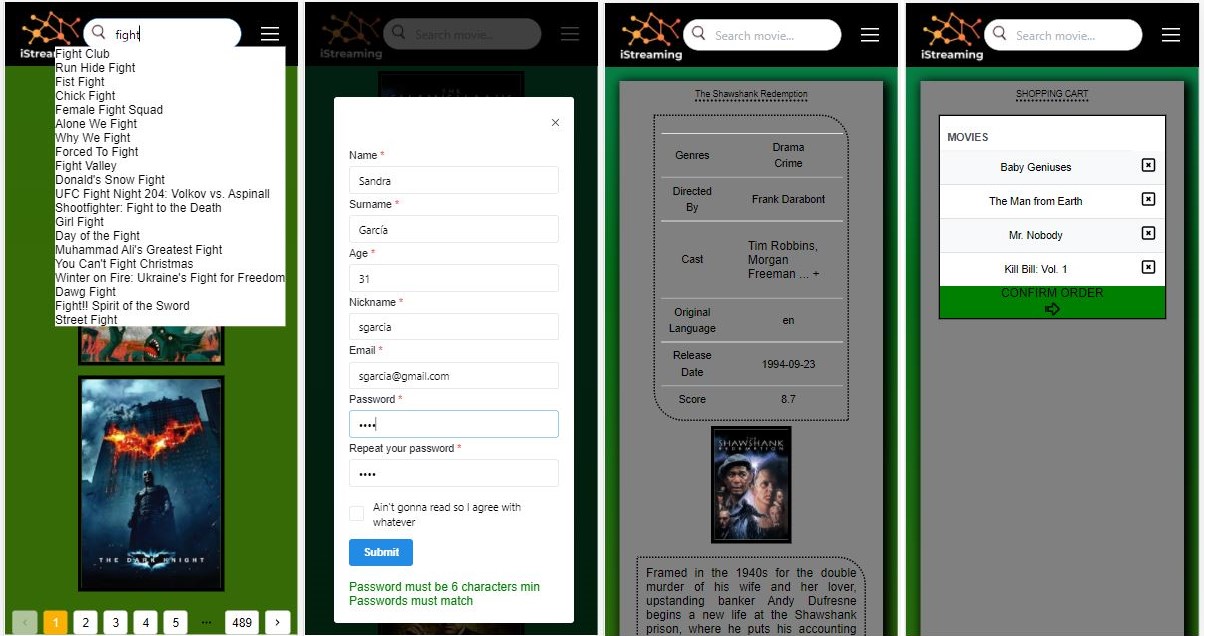 iStreaming
fight
Fight Club
Run Hide Fight
Fist Fight
Chick Fight
Female Fight Squad
Alone We Fight
Why We Fight
Forced To Fight
Fight Valley
Donald's Snow Fight
UFC Fight Night 204: Volkov vs. Aspinall
Shootfighter: Fight to the Death
Girl Fight
Day of the Fight
Muhammad Ali's Greatest Fight
You Can't Fight Christmas
Winter on Fire: Ukraine's Fight for Freedom
Dawg Fight
Fight!! Spirit of the Sword
Street Fight
THE DARK KNIGHT
‹ 1 2 3 4 5 ••• 489 ›
iStreaming
Search movie...
×
Name *
Sandra
Surname *
García
Age *
31
Nickname *
sgarcia
Email *
sgarcia@gmail.com
Password *
••••
Repeat your password *
••••
Ain't gonna read so I agree with
whatever
Submit
Password must be 6 characters min
Passwords must match
iStreaming
Search movie...
The Shawshank Redemption
Genres
Drama
Crime
Directed
By
Frank Darabont
Cast
Tim Robbins,
Morgan
Freeman ... +
Original
Language
en
Release
Date
1994-09-23
Score
8.7
THE
SHAWSHANK
REDEMPTION
Framed in the 1940s for the double
murder of his wife and her lover,
upstanding banker Andy Dufresne
begins a new life at the Shawshank
prison, where he puts his accounting
iStreaming
Search movie...
SHOPPING CART
MOVIES
Baby Geniuses
The Man from Earth
Mr. Nobody
Kill Bill: Vol. 1
CONFIRM ORDER